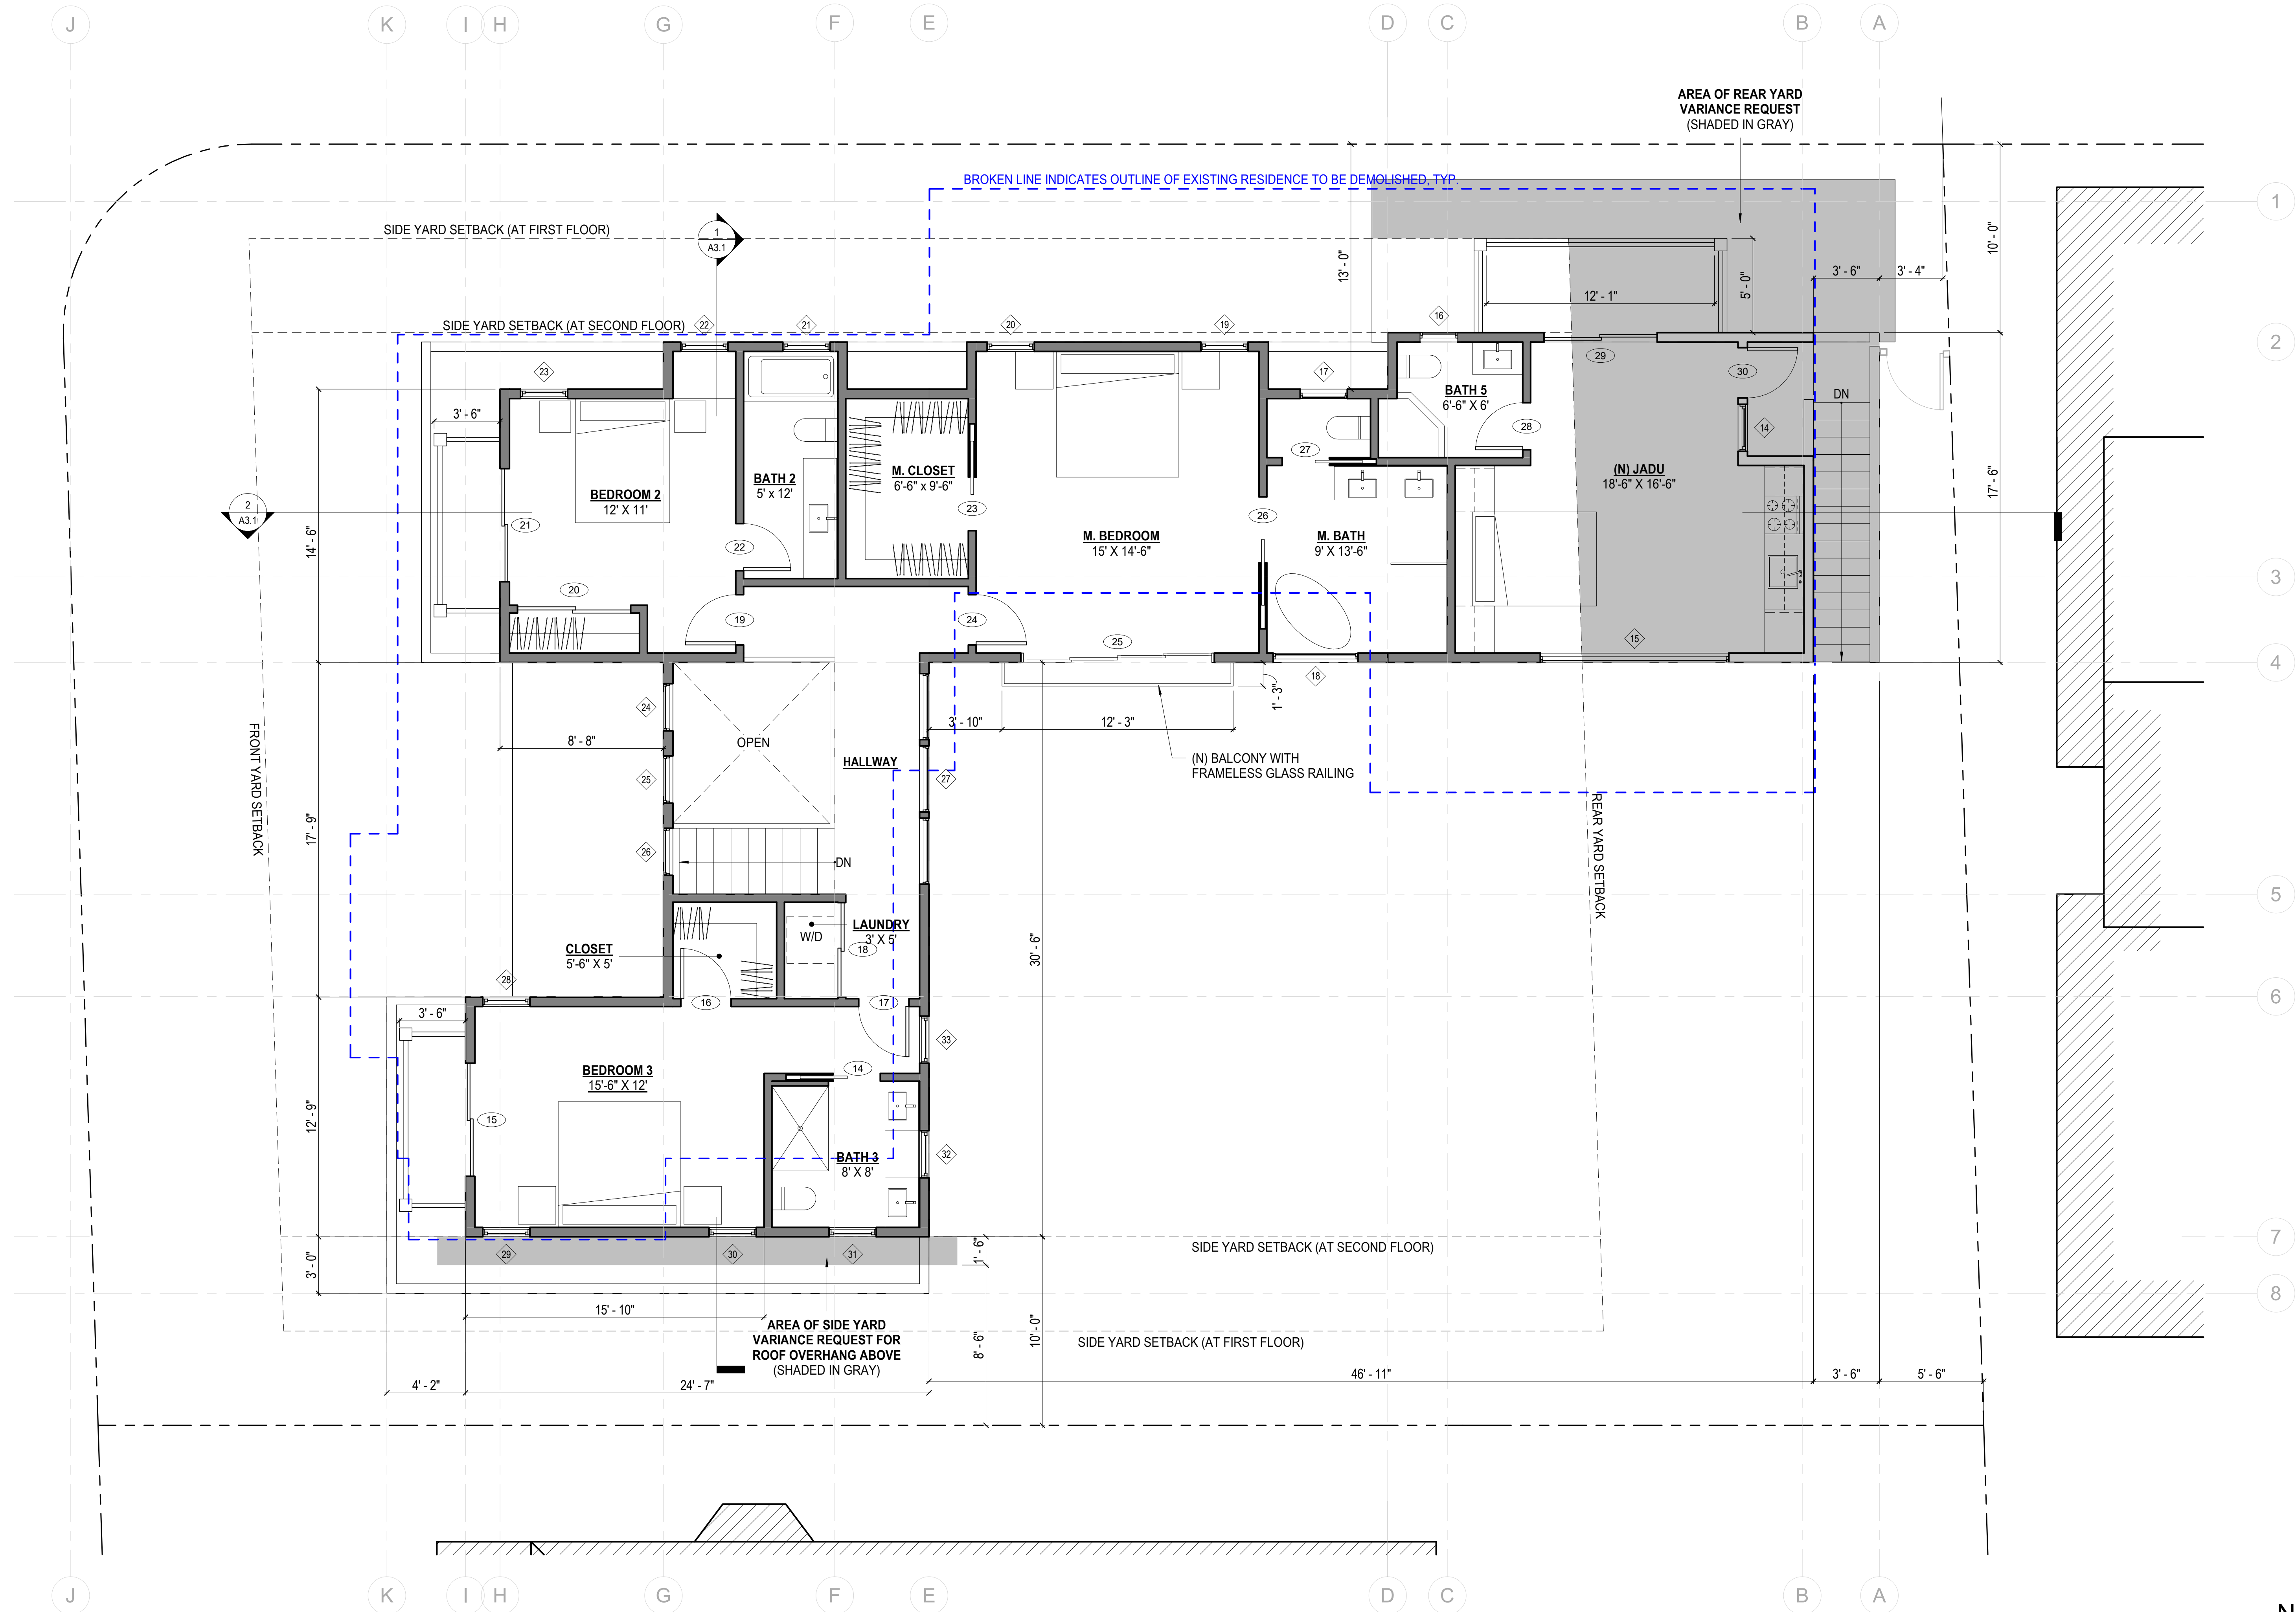 J K I H G F E D C B A
AREA OF REAR YARD
VARIANCE REQUEST
(SHADED IN GRAY)
BROKEN LINE INDICATES OUTLINE OF EXISTING RESIDENCE TO BE DEMOLISHED, TYP.
1
SIDE YARD SETBACK (AT FIRST FLOOR)
1
A3.1
13' - 0"
10' - 0"
3' - 6"
3' - 4"
5' - 0"
12' - 1"
SIDE YARD SETBACK (AT SECOND FLOOR)
22
21
20
19
16
2
29
30
23
17
BATH 5
6'-6" X 6'
DN
3' - 6"
28
14
27
M. CLOSET
6'-6" x 9'-6"
(N) JADU
18'-6" X 16'-6"
17' - 6"
BATH 2
5' x 12'
BEDROOM 2
12' X 11'
2
A3.1
21
23
26
14' - 6"
22
M. BEDROOM
15' X 14'-6"
M. BATH
9' X 13'-6"
3
20
19
24
25
15
4
18
1' - 3"
24
3' - 10"
12' - 3"
8' - 8"
OPEN
FRONT YARD SETBACK
HALLWAY
(N) BALCONY WITH
FRAMELESS GLASS RAILING
25
27
17' - 9"
REAR YARD SETBACK
26
DN
5
LAUNDRY
3' X 5'
W/D
18
CLOSET
5'-6" X 5'
30' - 6"
28
16
17
6
3' - 6"
33
BEDROOM 3
15'-6" X 12'
14
12' - 9"
15
BATH 3
8' X 8'
32
29
30
31
1' - 6"
SIDE YARD SETBACK (AT SECOND FLOOR)
7
3' - 0"
8
15' - 10"
AREA OF SIDE YARD
VARIANCE REQUEST FOR
ROOF OVERHANG ABOVE
(SHADED IN GRAY)
8' - 6"
10' - 0"
SIDE YARD SETBACK (AT FIRST FLOOR)
4' - 2"
24' - 7"
46' - 11"
3' - 6"
5' - 6"
J K I H G F E D C B A